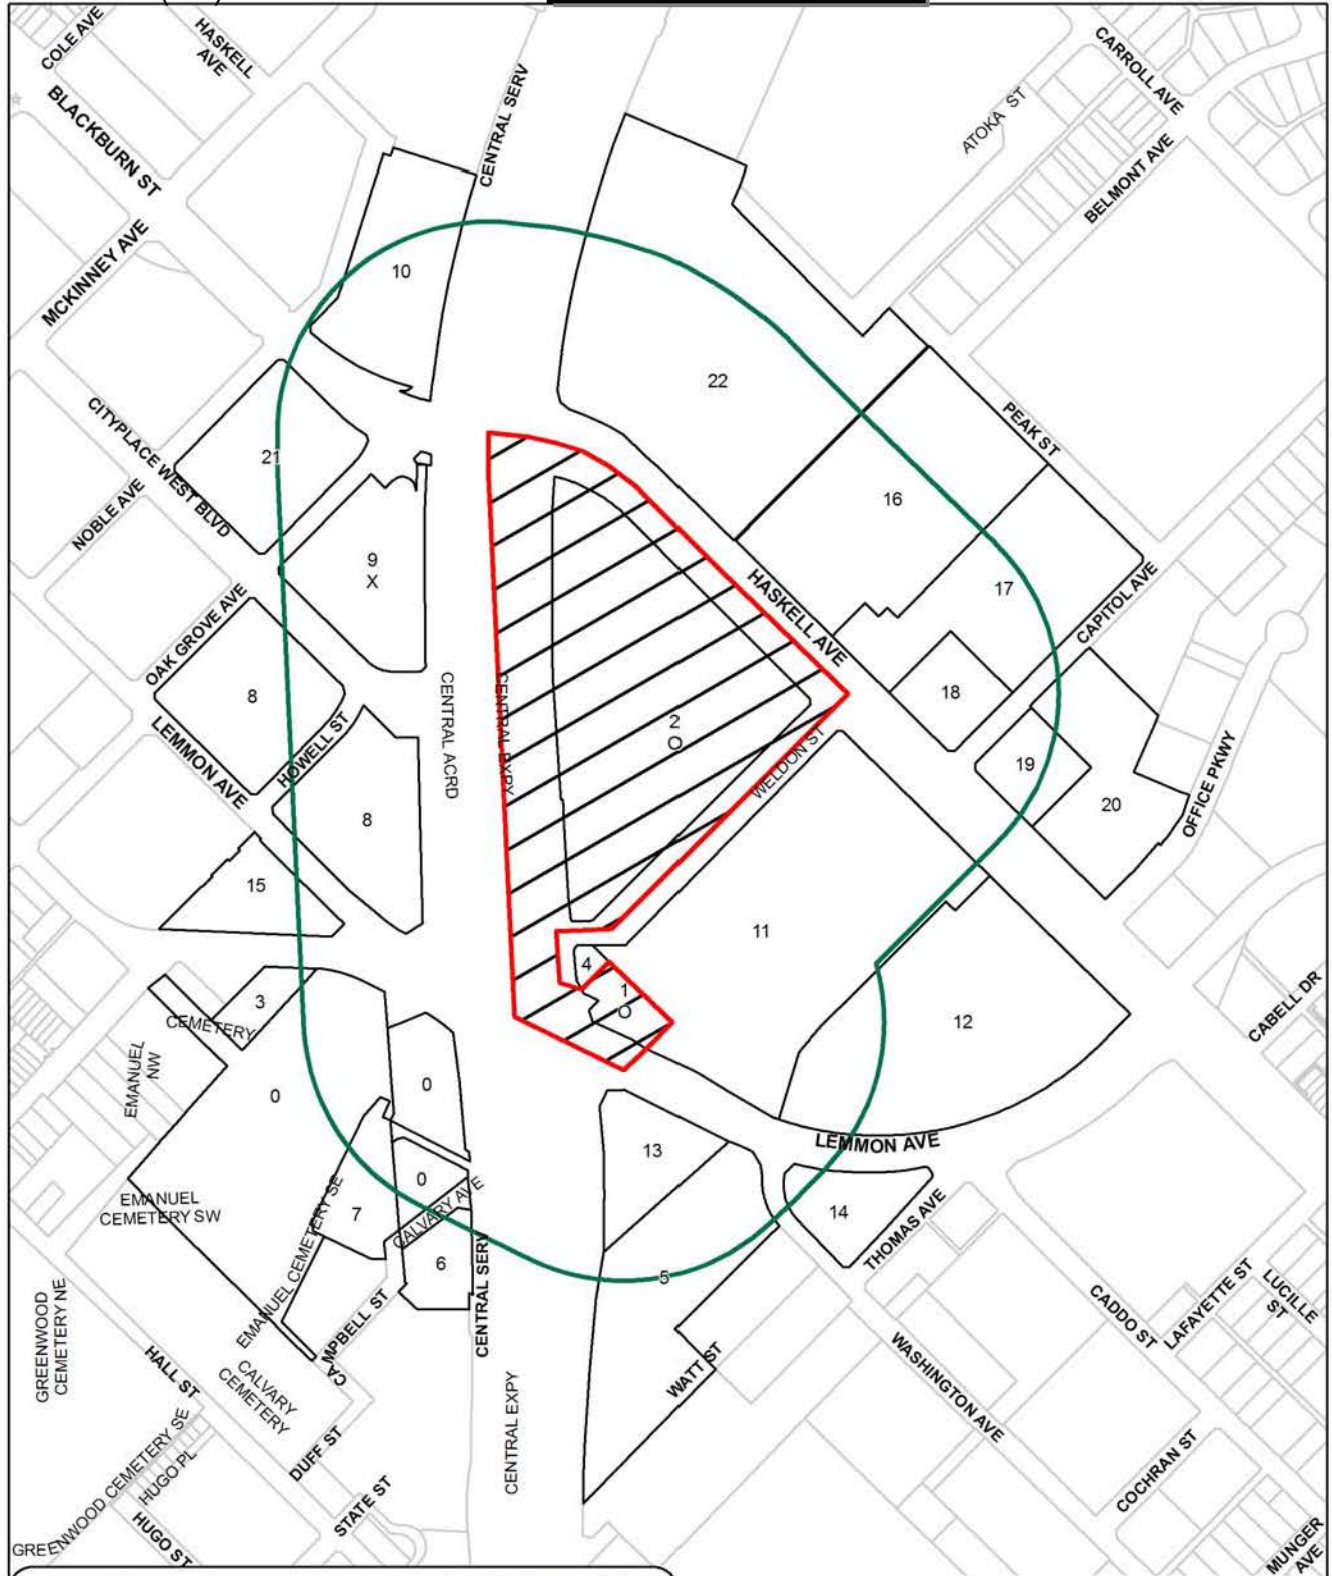 COLE AVE
HASKELL
AVE
BLACKBURN ST
CENTRAL SERV
CARROLL AVE
ATOKA ST
BELMONT AVE
MCKINNEY AVE
10
22
CITYPLACE WEST BLVD
21
PEAK ST
NOBLE AVE
16
9
X
HASKELL AVE
17
CAPITOL AVE
OAK GROVE AVE
8
CENTRAL ACRD
CENTRAL EXPY
2
O
18
LEMMON AVE
HOWELL ST
WELDON ST
19
20
OFFICE PKWY
8
15
11
4
1
O
3
CEMETERY
12
CABELL DR
EMANUEL
NW
0
0
LEMMON AVE
13
0
EMANUEL
CEMETERY SW
EMANUEL CEMETERY SE
7
CALVARY AVE
14
THOMAS AVE
6
CENTRAL SERV
5
GREENWOOD
CEMETERY NE
CAMPBELL ST
CADDO ST
LAFAYETTE ST
LUCILLE
ST
HALL ST
CALVARY
CEMETERY
WATT ST
WASHINGTON AVE
CENTRAL EXPY
GREENWOOD CEMETERY SE
HUGO PL
DUFF ST
STATE ST
COCHRAN ST
HUGO ST
MUNGER
AVE